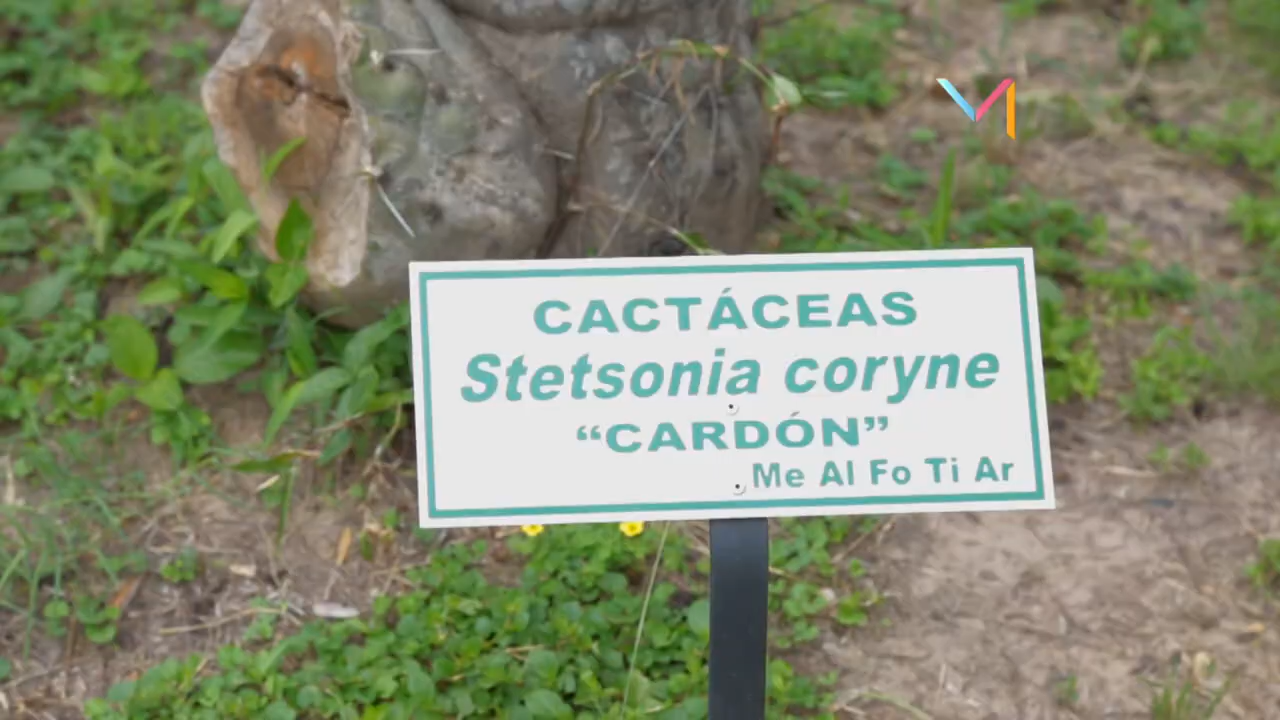 CACTÁCEAS
Stetsonia coryne
“CARDÓN”
Me Al Fo Ti Ar